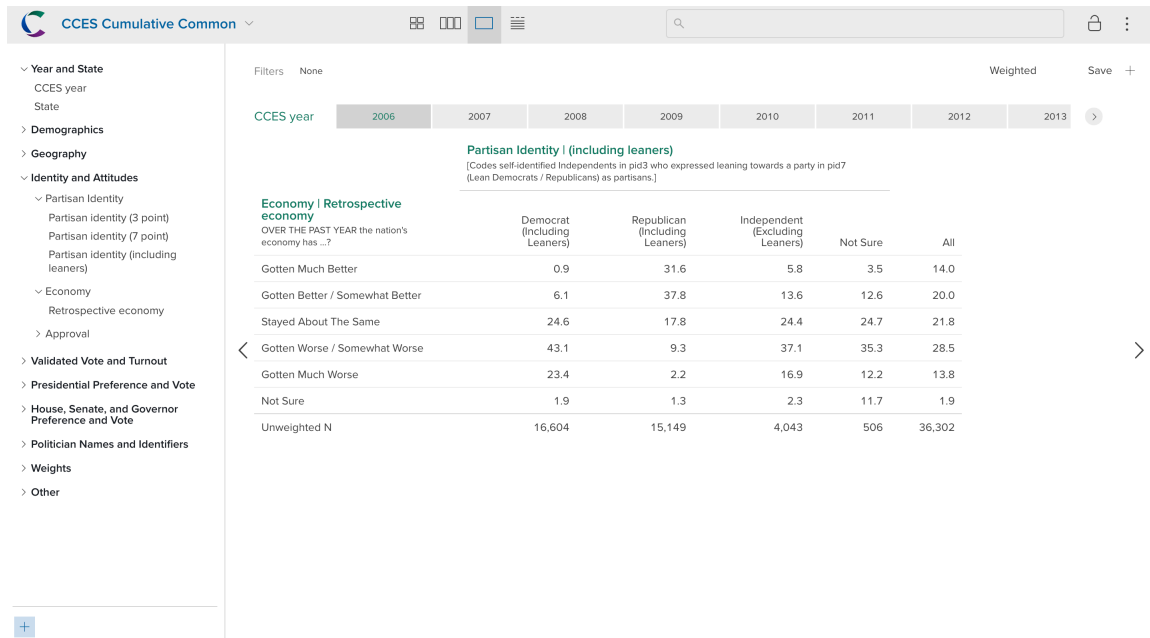 CCES Cumulative Common
Year and State
CCES year
State
Demographics
Geography
Identity and Attitudes
Partisan Identity
Partisan identity (3 point)
Partisan identity (7 point)
Partisan identity (including
leaners)
Economy
Retrospective economy
Approval
Validated Vote and Turnout
Presidential Preference and Vote
House, Senate, and Governor
Preference and Vote
Politician Names and Identifiers
Weights
Other
+
Filters None Weighted Save +
CCES year 2006 2007 2008 2009 2010 2011 2012 2013
Partisan Identity | (including leaners)
[Codes self-identified Independents in pid3 who expressed leaning towards a party in pid7
(Lean Democrats / Republicans) as partisans.]
Economy | Retrospective
economy
OVER THE PAST YEAR the nation's
economy has ...?
Democrat
(Including
Leaners)
Republican
(Including
Leaners)
Independent
(Excluding
Leaners)
Not Sure
All
Gotten Much Better 0.9 31.6 5.8 3.5 14.0
Gotten Better / Somewhat Better 6.1 37.8 13.6 12.6 20.0
Stayed About The Same 24.6 17.8 24.4 24.7 21.8
Gotten Worse / Somewhat Worse 43.1 9.3 37.1 35.3 28.5
Gotten Much Worse 23.4 2.2 16.9 12.2 13.8
Not Sure 1.9 1.3 2.3 11.7 1.9
Unweighted N 16,604 15,149 4,043 506 36,302